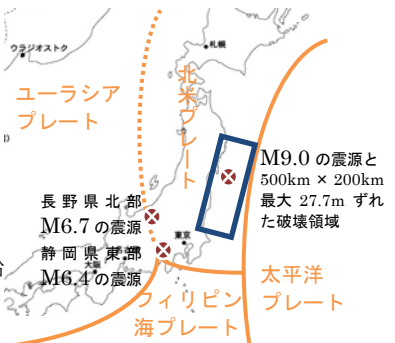 ウラジオストク
札幌
ユーラシア
プレート
北米プレート
M9.0 の震源と
500km × 200km
最大 27.7m ずれ
た破壊領域
長野県北部
M6.7 の震源
静岡県東部
M6.4 の震源
東京
大阪
太平洋
プレート
フィリピン
海プレート